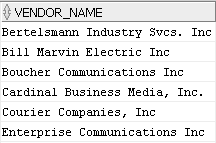 VENDOR_NAME
Bertelsmann Industry Svcs. Inc
Bill Marvin Electric Inc
Boucher Communications Inc
Cardinal Business Media, Inc.
Courier Companies, Inc
Enterprise Communications Inc